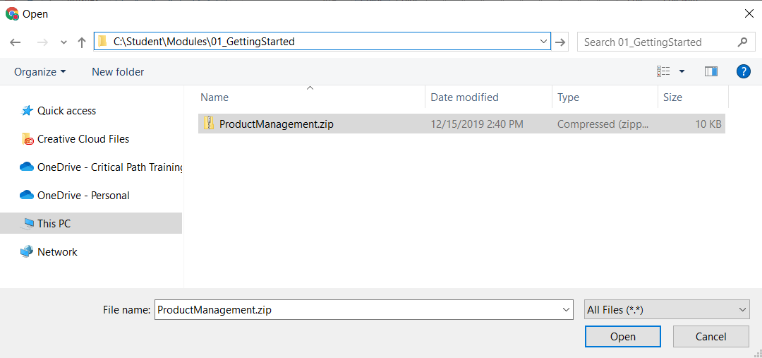 Open
C:\Student\Modules\01_GettingStarted
Search 01_GettingStarted
Organize
New folder
?
Name
Date modified
Type
Size
Quick access
Creative Cloud Files
OneDrive - Critical Path Training
OneDrive - Personal
This PC
Network
ProductManagement.zip
12/15/2019 2:40 PM
Compressed (zipp...
10 KB
File name:
ProductManagement.zip
All Files (*.*)
Open
Cancel